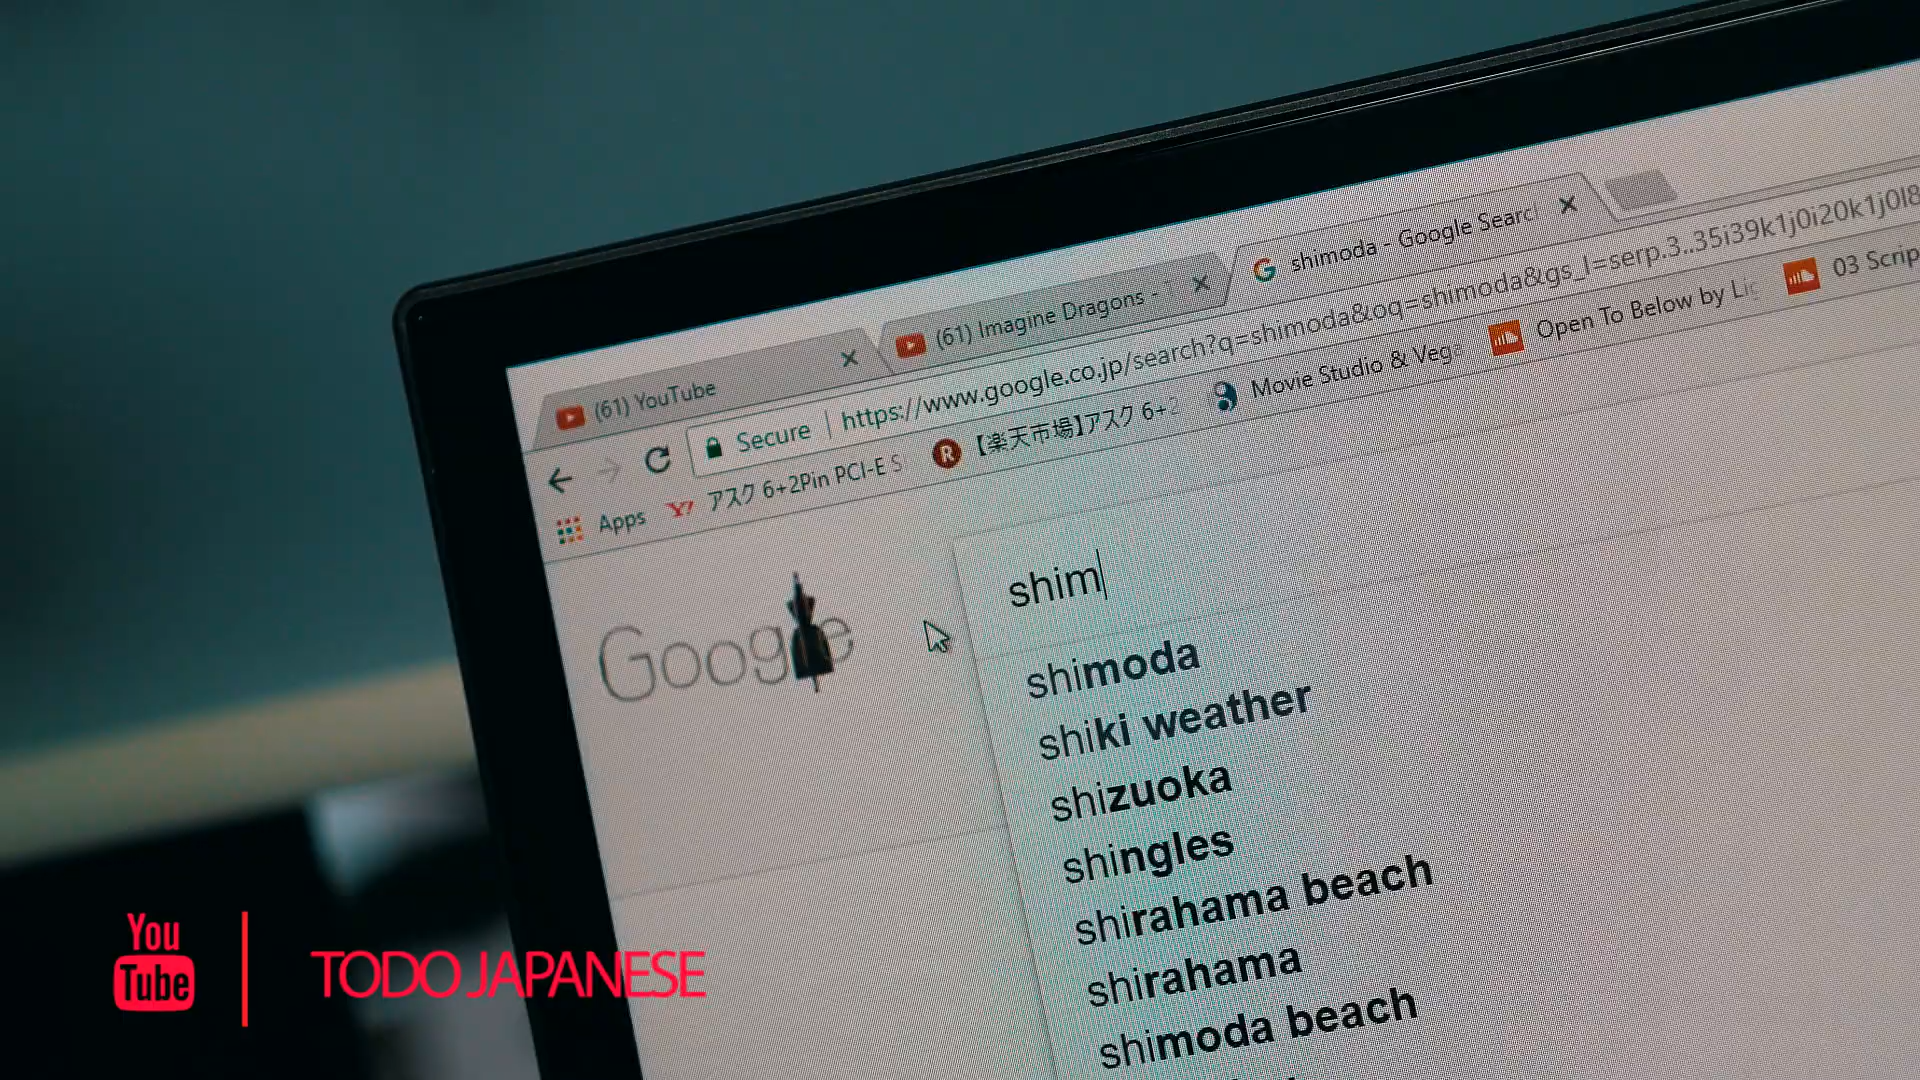 (61) YouTube
(61) Imagine Dragons -
shimoda - Google Searc
Secure | https://www.google.co.jp/search?q=shimoda&oq=shimoda&gs_l=serp.3..35i39k1j0i20k1j0l8
Apps
アスク 6+2Pin PCI-E S
【楽天市場】アスク 6+2
Movie Studio & Vega
Open To Below by Lig
03 Scrip
Google
shim
shimoda
shiki weather
shizuoka
shingles
shirahama beach
shirahama
shimoda beach
You
Tube
TODO JAPANESE